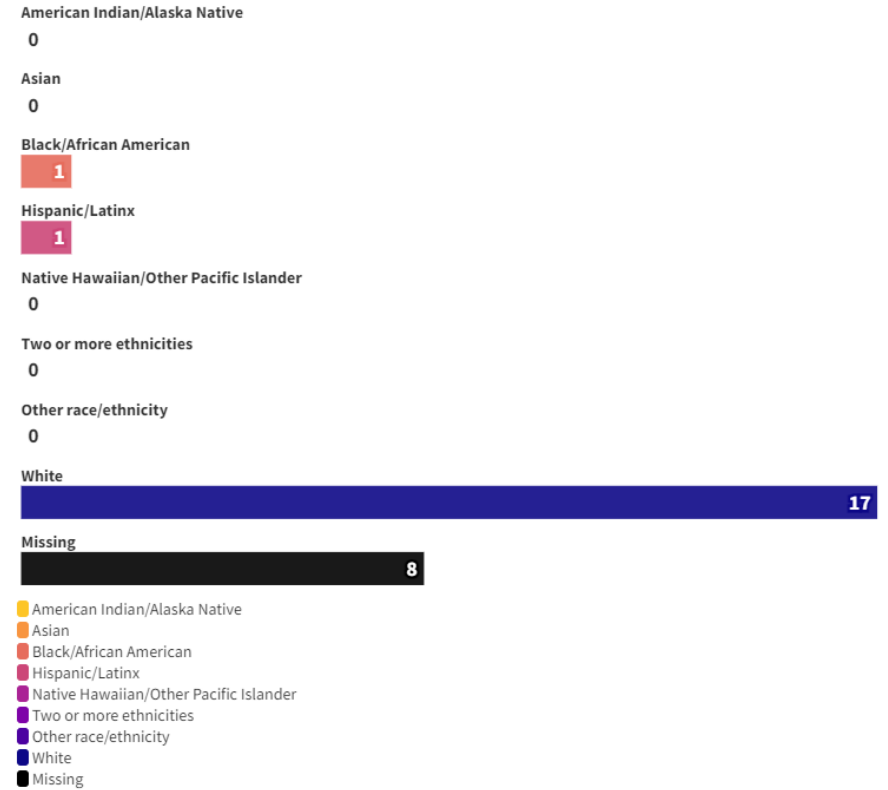 American Indian/Alaska Native
0
Asian
0
Black/African American
1
Hispanic/Latinx
1
Native Hawaiian/Other Pacific Islander
0
Two or more ethnicities
0
Other race/ethnicity
0
White
17
Missing
8
American Indian/Alaska Native
Asian
Black/African American
Hispanic/Latinx
Native Hawaiian/Other Pacific Islander
Two or more ethnicities
Other race/ethnicity
White
Missing